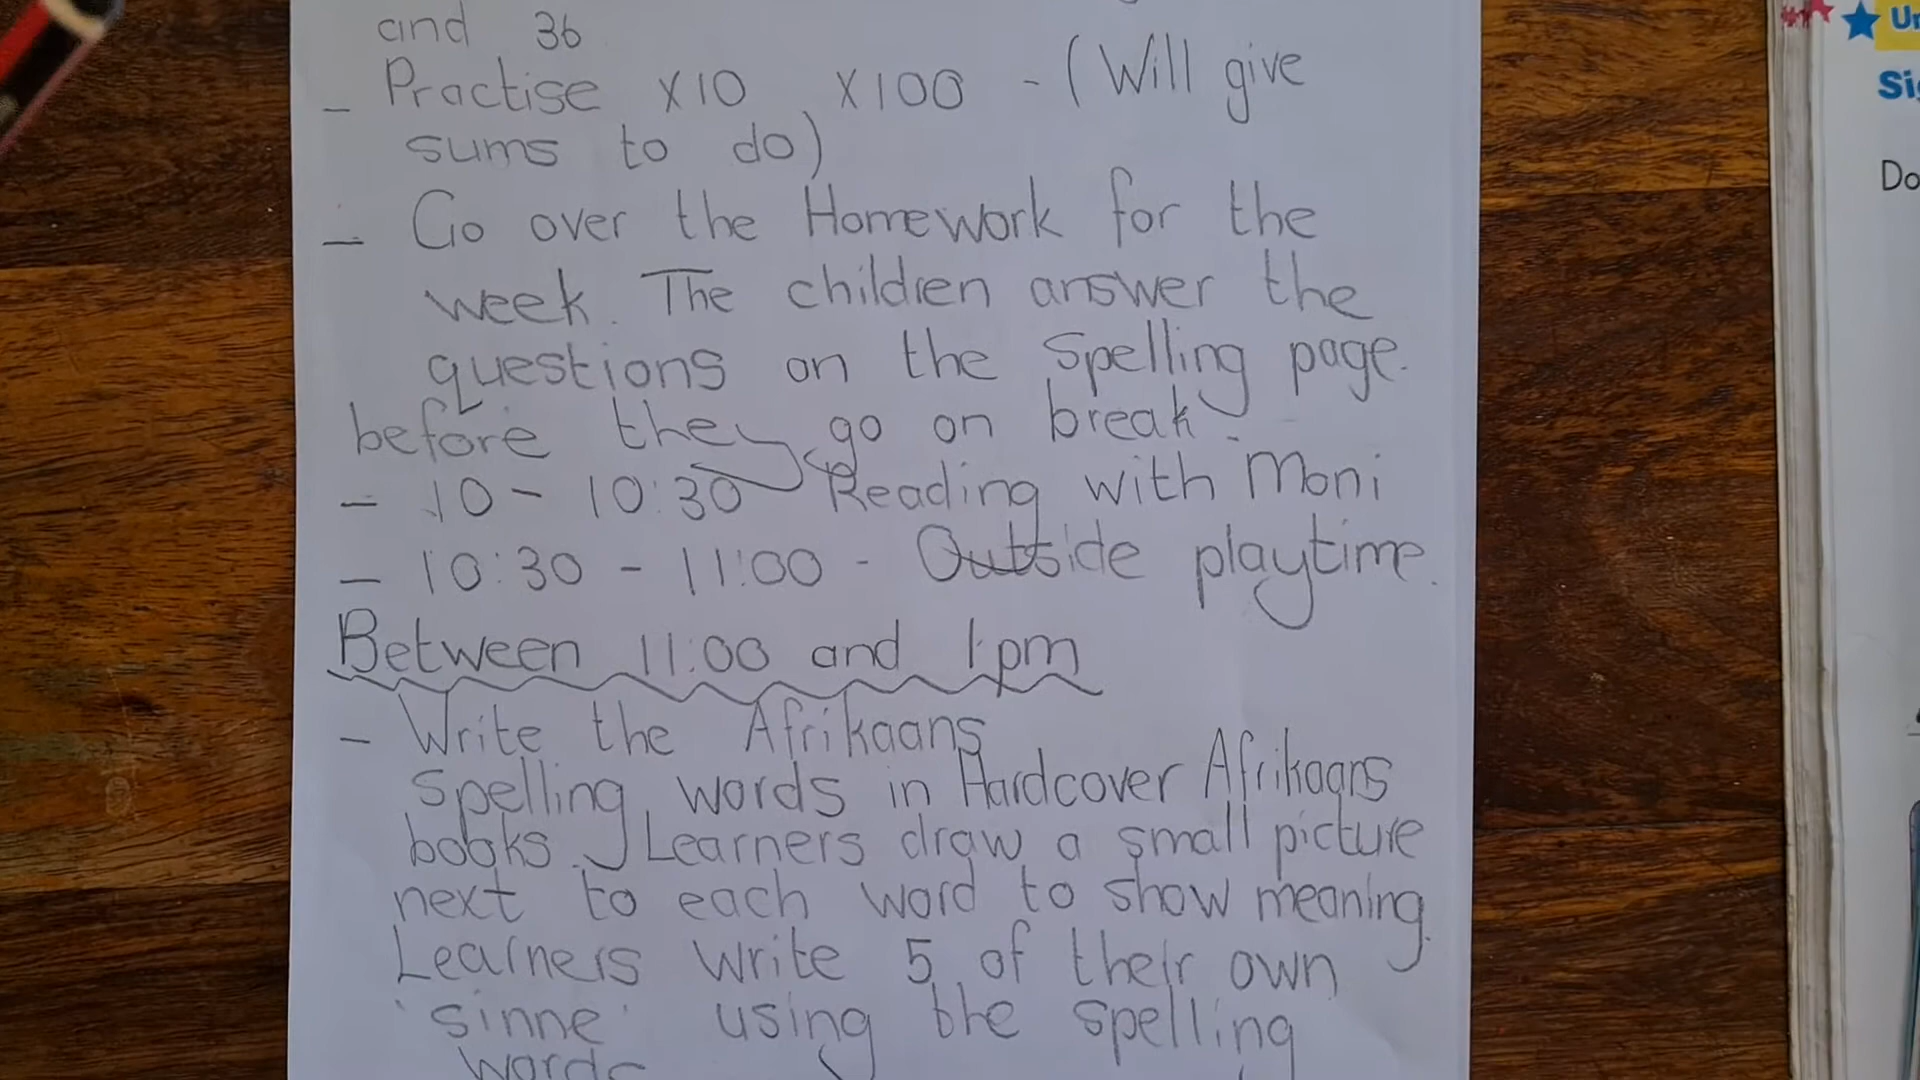 and 36
- Practise x10 x100 - (Will give
sums to do)
- Go over the Homework for the
week. The children answer the
questions on the Spelling page.
before they go on break.
- 10 - 10:30 Reading with Moni
- 10:30 - 11:00 - Outside playtime.
Between 11:00 and 1pm
- Write the Afrikaans
spelling words in Hardcover Afrikaans
books. Learners draw a small picture
next to each word to show meaning.
Learners write 5 of their own
'sinne' using the spelling
words
Do